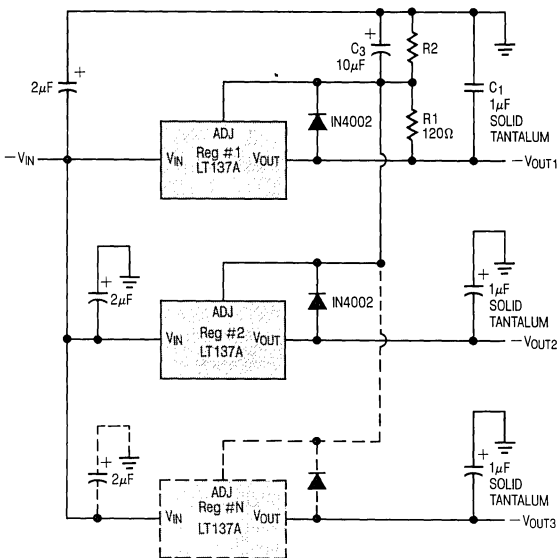 C3
10µF
+
R2
2µF
+
C1
1µF
SOLID
TANTALUM
IN4002
R1
120Ω
ADJ
Reg #1
LT137A
VIN
VOUT
−VIN
−VOUT1
+
2µF
ADJ
Reg #2
LT137A
VIN
VOUT
IN4002
+
1µF
SOLID
TANTALUM
−VOUT2
+
2µF
ADJ
Reg #N
LT137A
VIN
VOUT
+
1µF
SOLID
TANTALUM
−VOUT3